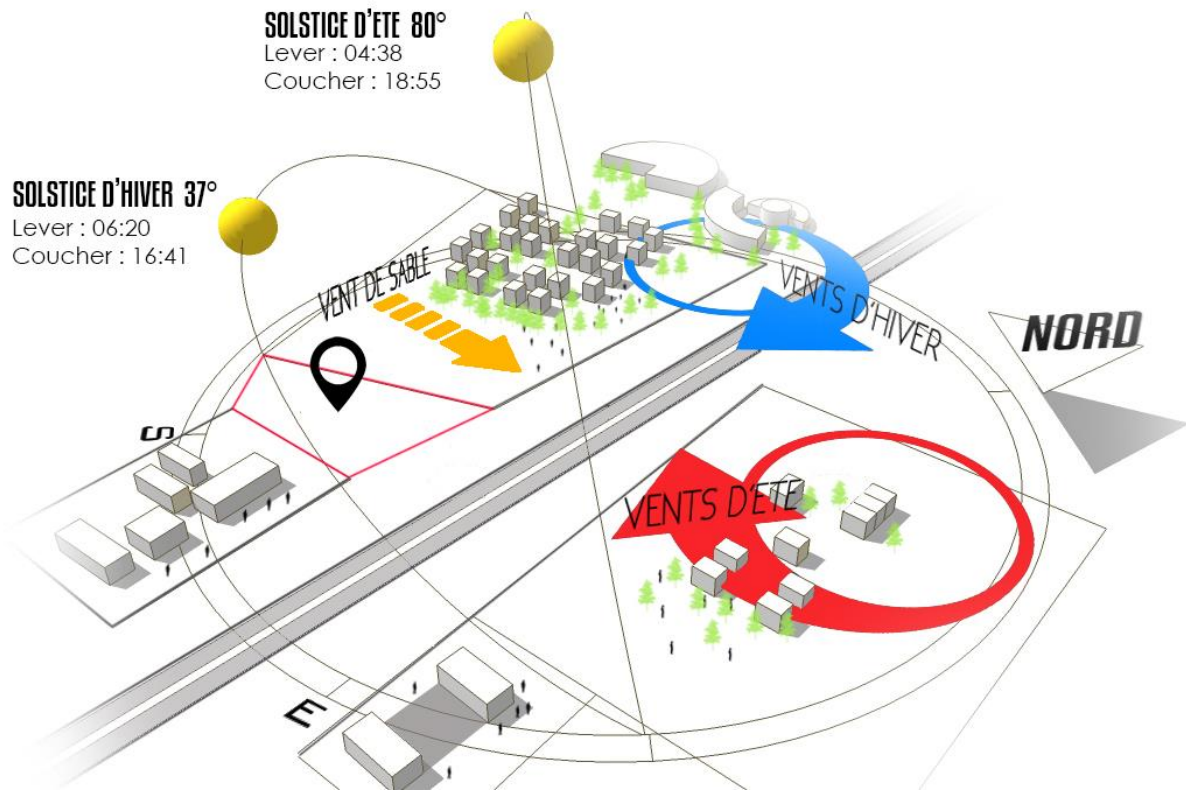 SOLSTICE D'ETE 80°
Lever : 04:38
Coucher : 18:55
SOLSTICE D'HIVER 37°
Lever : 06:20
Coucher : 16:41
VENT DE SABLE
VENTS D'HIVER
NORD
S
VENTS D'ETE
E